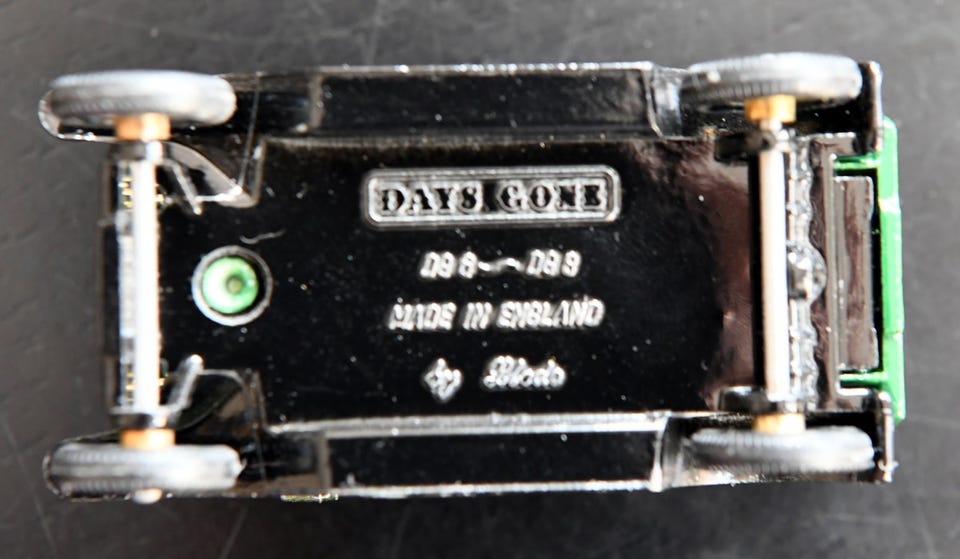 DAYS GONE
DG 8 - DG 9
MADE IN ENGLAND
by Lledo